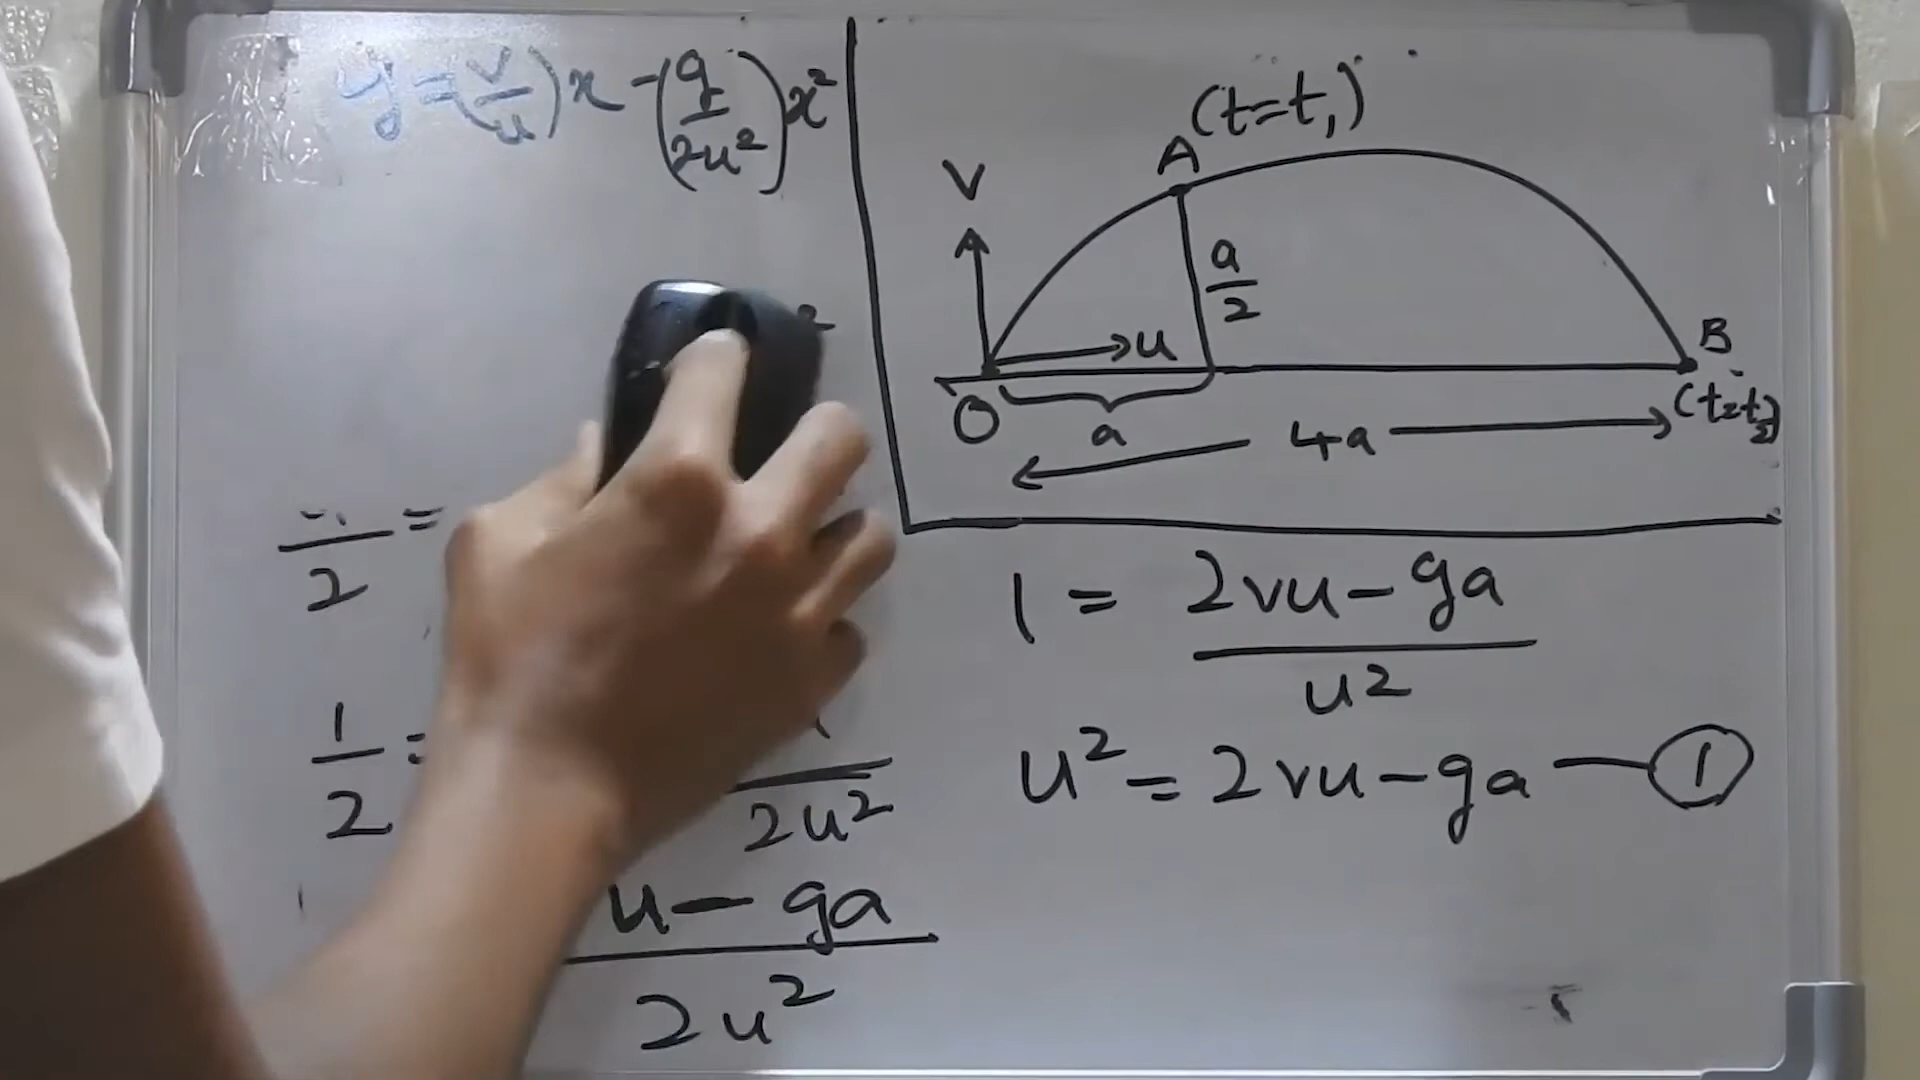 y = (v/u)x - (g/2u²)x²
2
/2 =
1/2 =
2u²
u - ga
2u²
A (t=t₁)
V
a/2
u
B
(t=t₂)
O
a
4a
1 = (2vu - ga)/u²
u² = 2vu - ga — ①